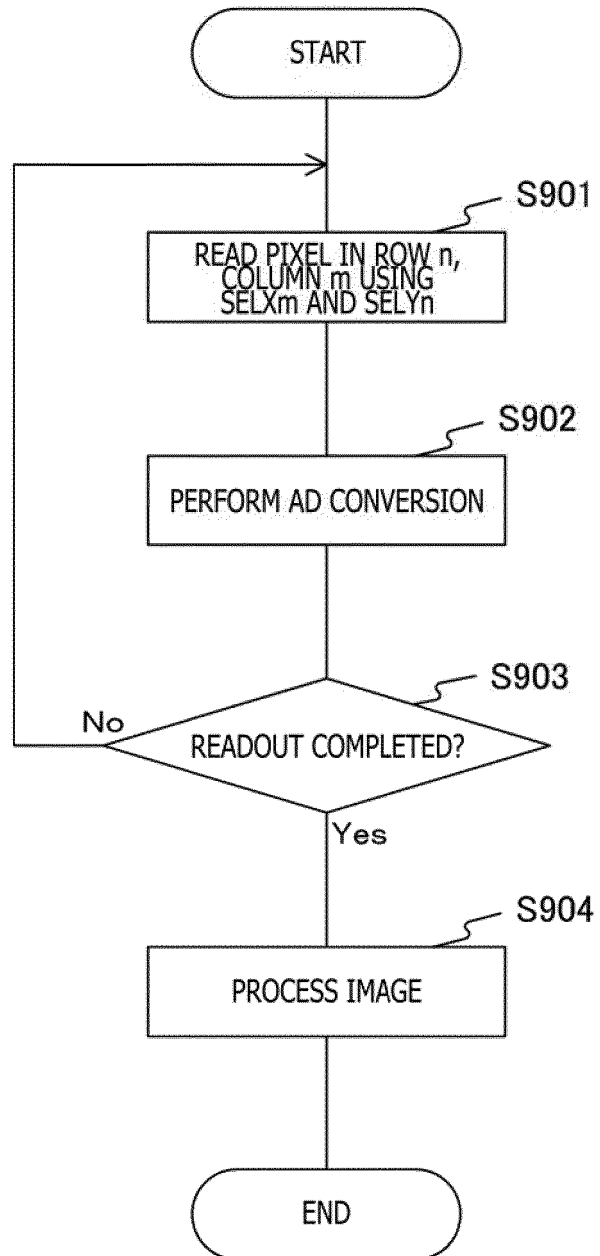 START
S901
READ PIXEL IN ROW n,
COLUMN m USING
SELXm AND SELYn
S902
PERFORM AD CONVERSION
S903
No
READOUT COMPLETED?
Yes
S904
PROCESS IMAGE
END